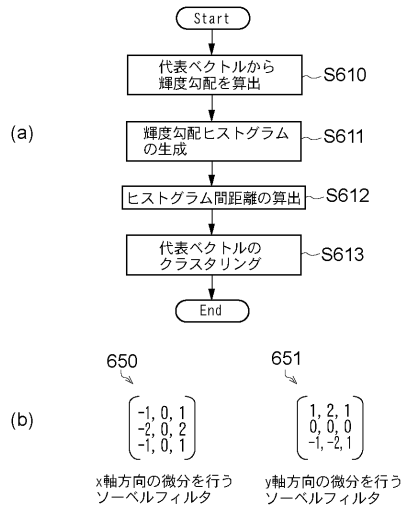 Start
(a)
代表ベクトルから
輝度勾配を算出
S610
輝度勾配ヒストグラム
の生成
S611
ヒストグラム間距離の算出
S612
代表ベクトルの
クラスタリング
S613
End
(b)
650
-1, 0, 1
-2, 0, 2
-1, 0, 1
x軸方向の微分を行う
ソーベルフィルタ
651
1, 2, 1
0, 0, 0
-1, -2, 1
y軸方向の微分を行う
ソーベルフィルタ